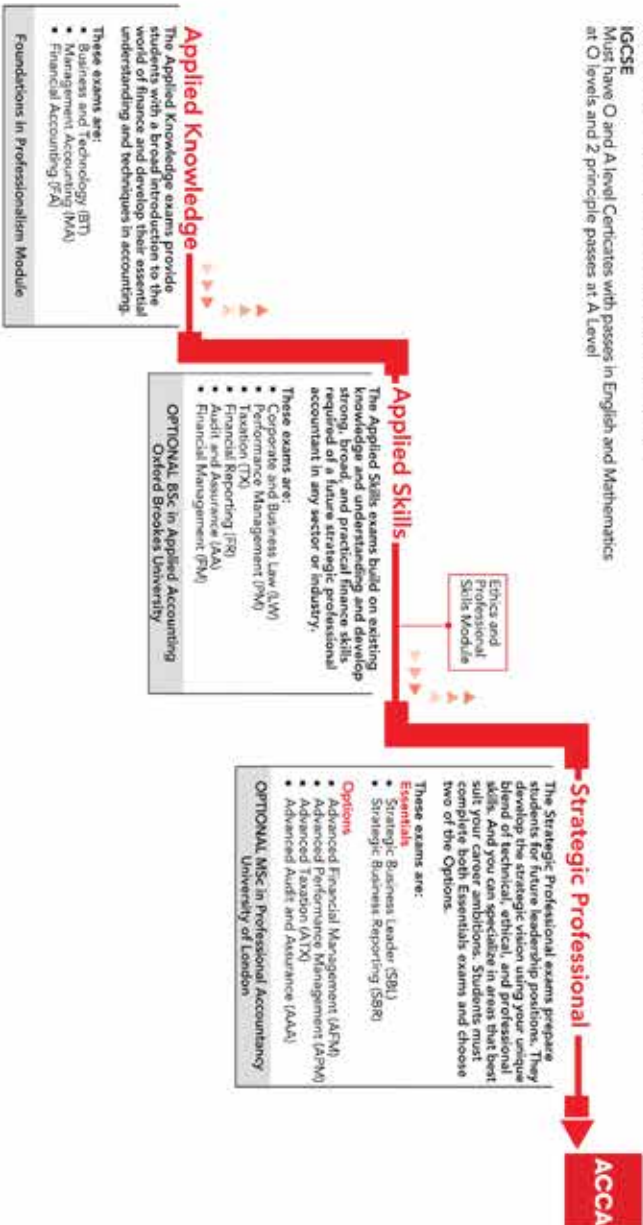 IGCSE
Must have O and A level Certicates with passes in English and Mathematics
at O levels and 2 principle passes at A Level
Applied Knowledge
The Applied Knowledge exams provide
students with a broad introduction to the
world of finance and develop their essential
understanding and techniques in accounting.
These exams are:
• Business and Technology (BT)
• Management Accounting (MA)
• Financial Accounting (FA)
Foundations in Professionalism Module
Applied Skills
The Applied Skills exams build on existing
knowledge and understanding and develop
strong, broad, and practical finance skills
required of a future strategic professional
accountant in any sector or industry.
These exams are:
• Corporate and Business Law (LW)
• Performance Management (PM)
• Taxation (TX)
• Financial Reporting (FR)
• Audit and Assurance (AA)
• Financial Management (FM)
OPTIONAL BSc in Applied Accounting
Oxford Brookes University
Ethics and
Professional
Skills Module
Strategic Professional
The Strategic Professional exams prepare
students for future leadership positions. They
develop the strategic vision using your unique
blend of technical, ethical, and professional
skills. And you can specialize in areas that best
suit your career ambitions. Students must
complete both Essentials exams and choose
two of the Options.
These exams are:
Essentials
• Strategic Business Leader (SBL)
• Strategic Business Reporting (SBR)
Options
• Advanced Financial Management (AFM)
• Advanced Performance Management (APM)
• Advanced Taxation (ATX)
• Advanced Audit and Assurance (AAA)
OPTIONAL MSc in Professional Accountancy
University of London
ACCA